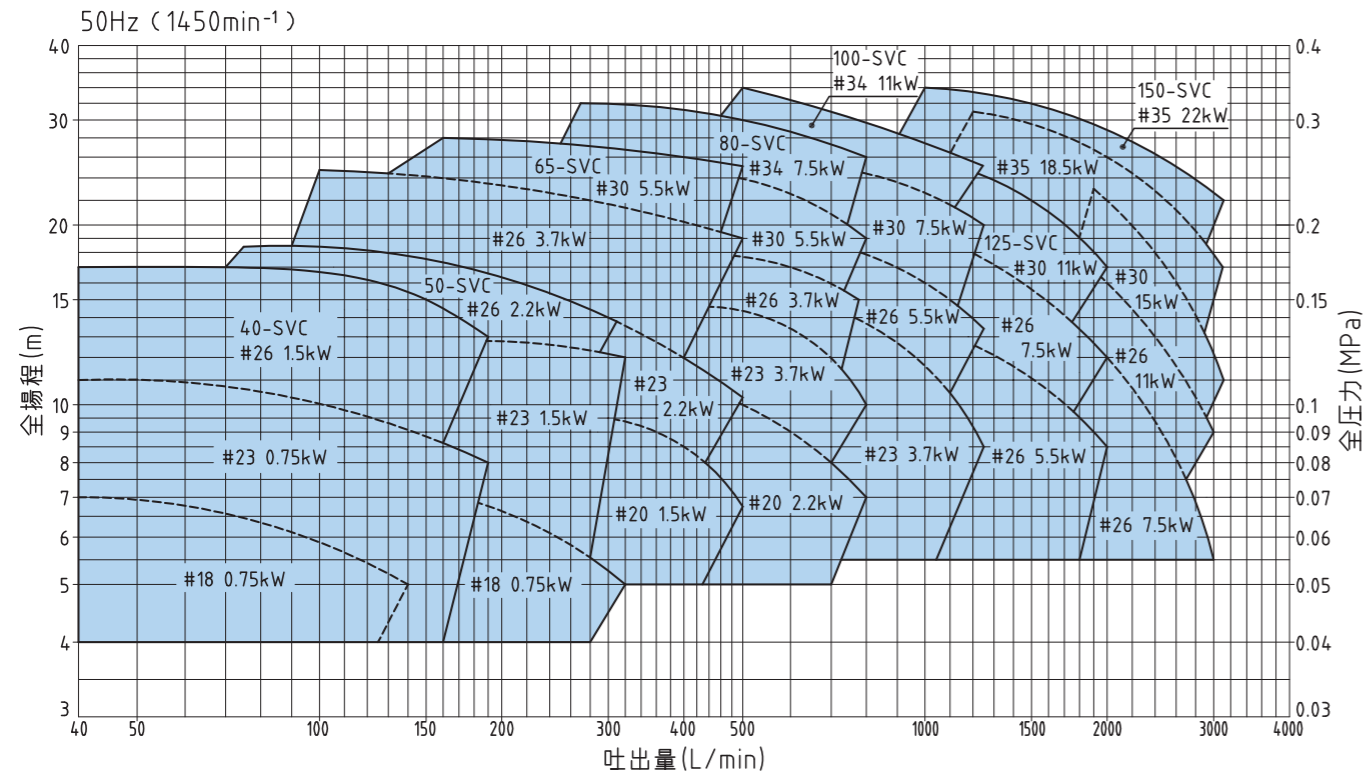 50Hz（1450min⁻¹）
40
30
20
15
10
9
8
7
6
5
4
3
全揚程(m)
0.4
0.3
0.2
0.15
0.1
0.09
0.08
0.07
0.06
0.05
0.04
0.03
全圧力(MPa)
100-SVC
#34 11kW
150-SVC
#35 22kW
80-SVC
#34 7.5kW
65-SVC
#30 5.5kW
#35 18.5kW
#26 3.7kW
#30 5.5kW
#30 7.5kW
125-SVC
#30 11kW
#30
15kW
50-SVC
#26 2.2kW
#26 3.7kW
#26 5.5kW
#26
7.5kW
#26
11kW
40-SVC
#26 1.5kW
#23 1.5kW
#23
2.2kW
#23 3.7kW
#23 0.75kW
#23 3.7kW
#26 5.5kW
#20 1.5kW
#20 2.2kW
#26 7.5kW
#18 0.75kW
#18 0.75kW
40
50
100
150
200
300
400
500
1000
1500
2000
3000
4000
吐出量(L/min)